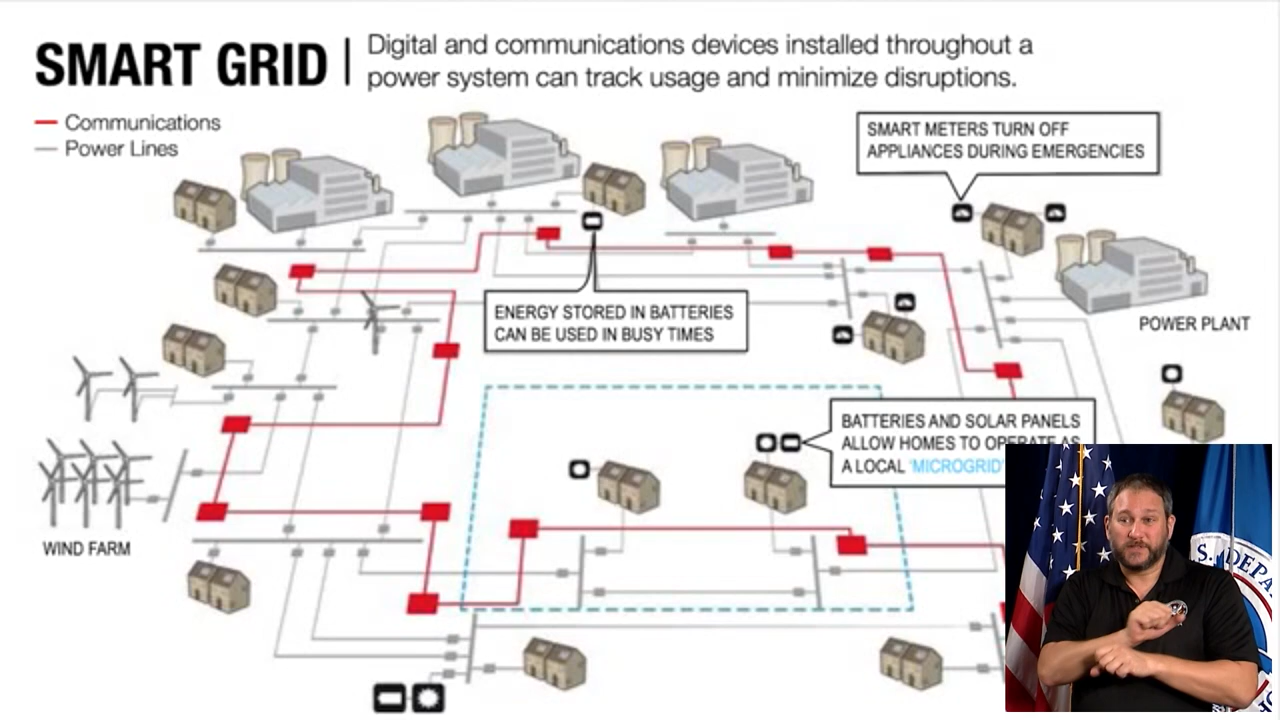 SMART GRID
Digital and communications devices installed throughout a
power system can track usage and minimize disruptions.
Communications
Power Lines
SMART METERS TURN OFF
APPLIANCES DURING EMERGENCIES
ENERGY STORED IN BATTERIES
CAN BE USED IN BUSY TIMES
POWER PLANT
BATTERIES AND SOLAR PANELS
ALLOW HOMES TO OPERATE AS
A LOCAL 'MICROGRID'
WIND FARM
S. DEPA